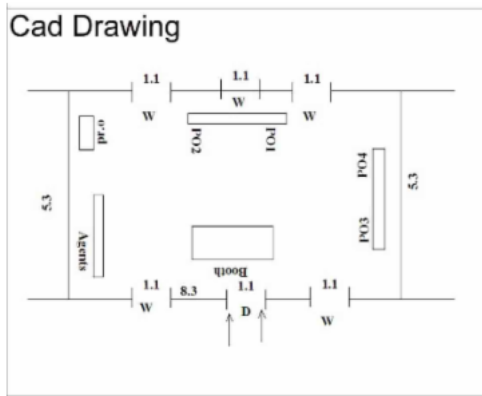 Cad Drawing
1.1 1.1 1.1
W W W
PO2 PO1
5.3
PO4
PO3
5.3
Agents
Booth
1.1 8.3 1.1 1.1
W D W